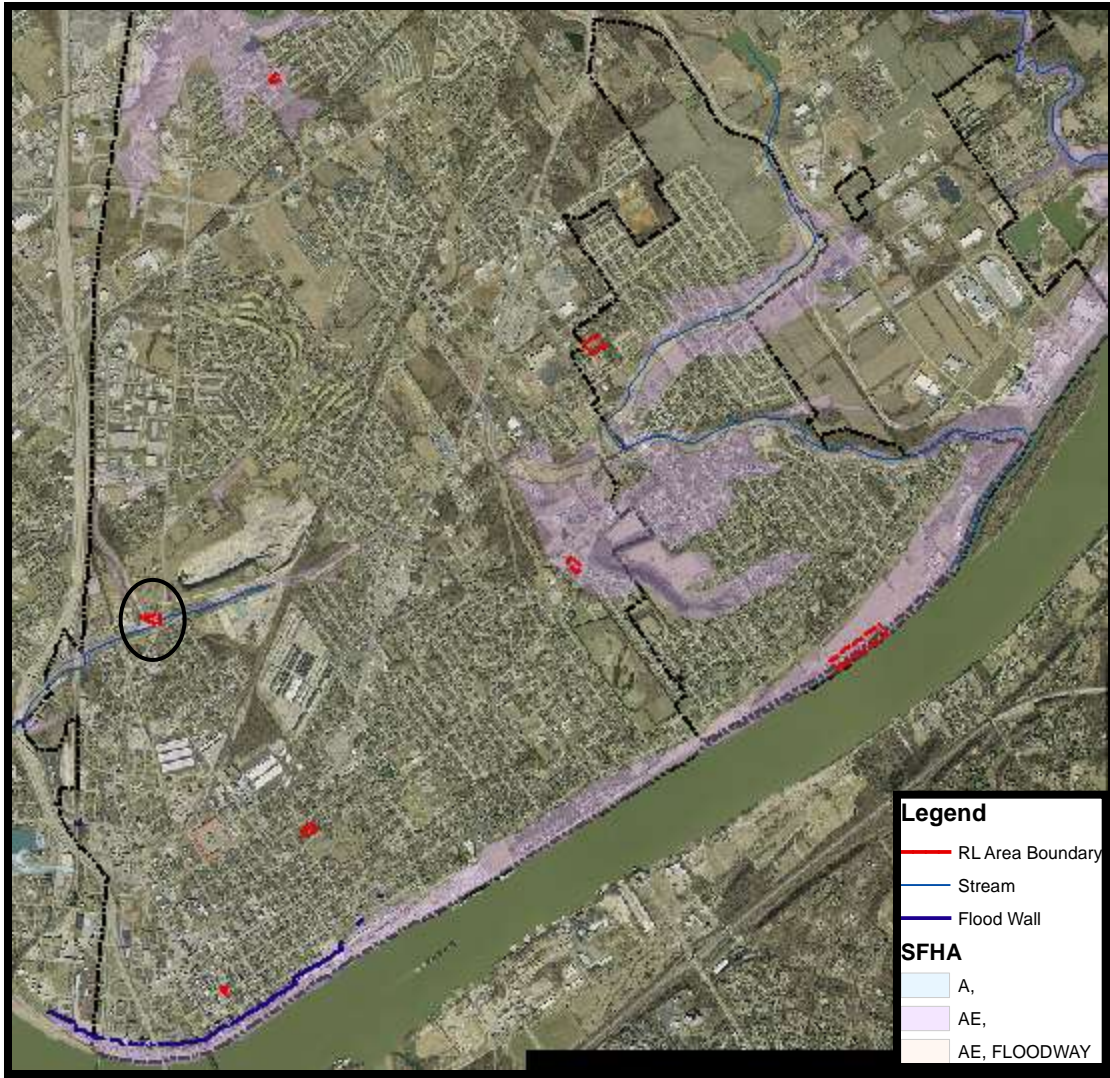 Legend
RL Area Boundary
Stream
Flood Wall
SFHA
A,
AE,
AE, FLOODWAY